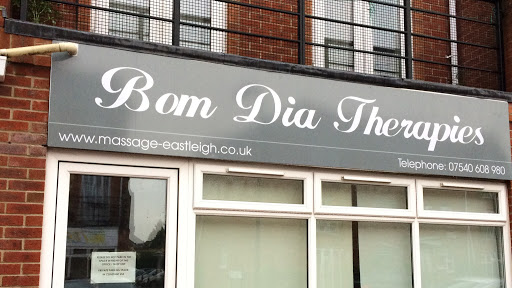 Bom Dia Therapies
www.massage-eastleigh.co.uk
Telephone: 07540 608 980